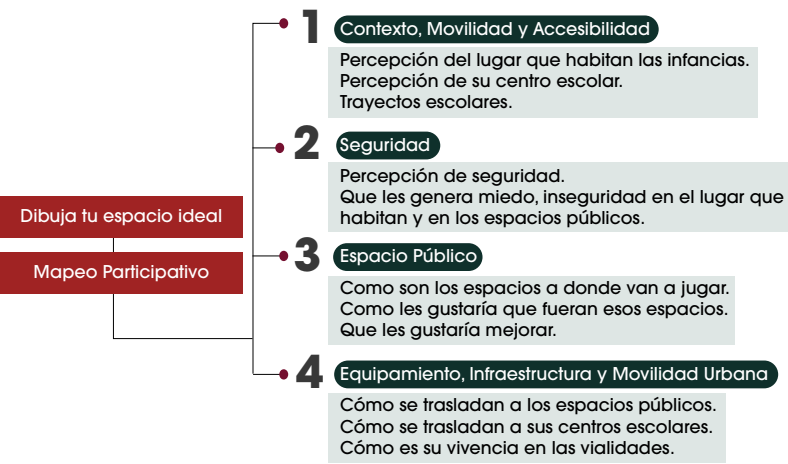 Dibuja tu espacio ideal
Mapeo Participativo
1 Contexto, Movilidad y Accesibilidad
Percepción del lugar que habitan las infancias.
Percepción de su centro escolar.
Trayectos escolares.
2 Seguridad
Percepción de seguridad.
Que les genera miedo, inseguridad en el lugar que
habitan y en los espacios públicos.
3 Espacio Público
Como son los espacios a donde van a jugar.
Como les gustaría que fueran esos espacios.
Que les gustaría mejorar.
4 Equipamiento, Infraestructura y Movilidad Urbana
Cómo se trasladan a los espacios públicos.
Cómo se trasladan a sus centros escolares.
Cómo es su vivencia en las vialidades.